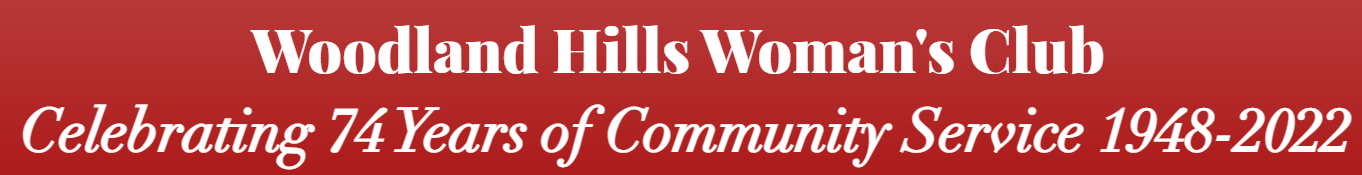 Woodland Hills Woman's Club
Celebrating 74 Years of Community Service 1948-2022